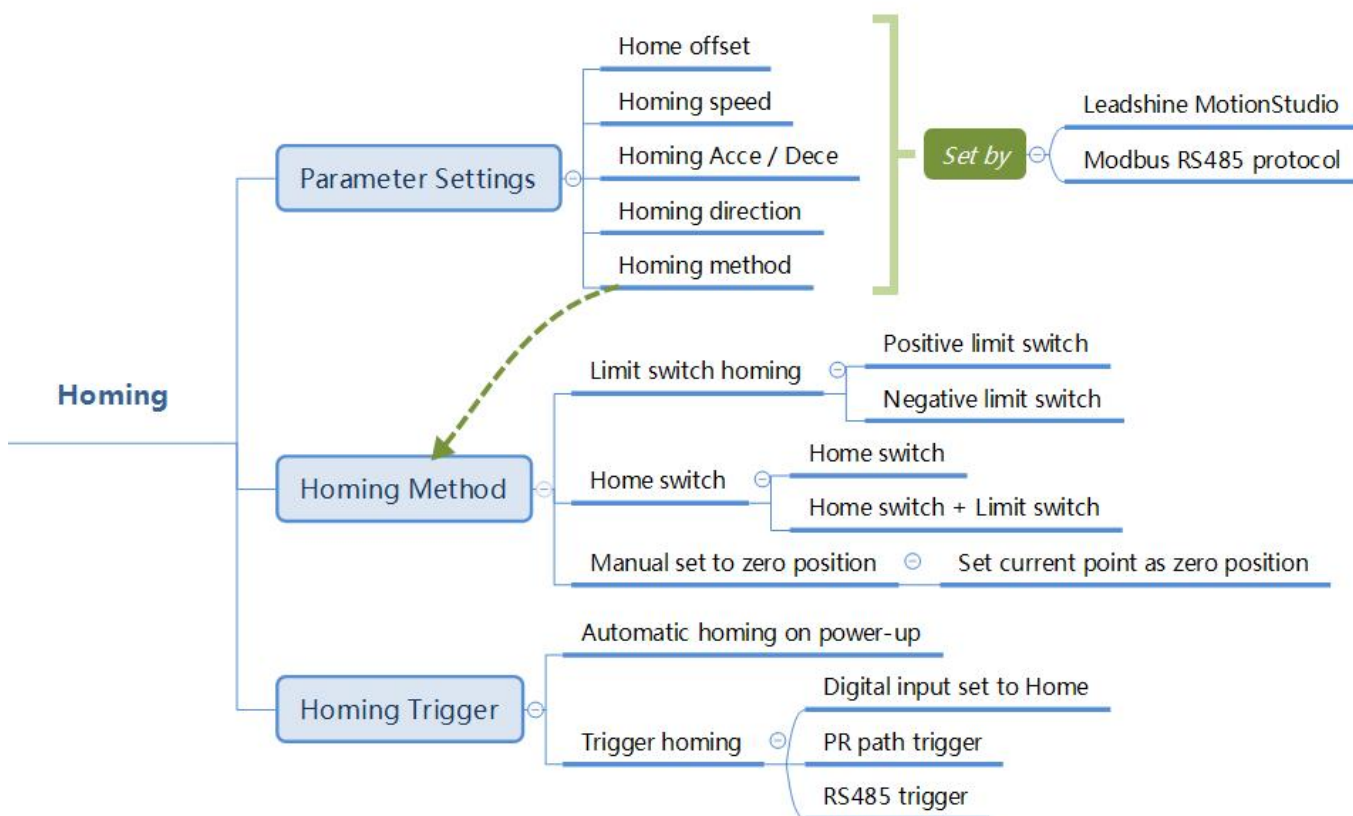 Homing
Parameter Settings
Home offset
Homing speed
Homing Acce / Dece
Homing direction
Homing method
Set by
Leadshine MotionStudio
Modbus RS485 protocol
Homing Method
Limit switch homing
Positive limit switch
Negative limit switch
Home switch
Home switch
Home switch + Limit switch
Manual set to zero position
Set current point as zero position
Homing Trigger
Automatic homing on power-up
Trigger homing
Digital input set to Home
PR path trigger
RS485 trigger